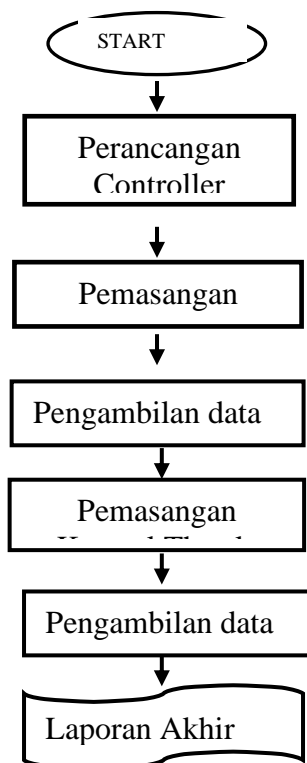 START
Perancangan
Controller
Pemasangan
Pengambilan data
Pemasangan
Pengambilan data
Laporan Akhir